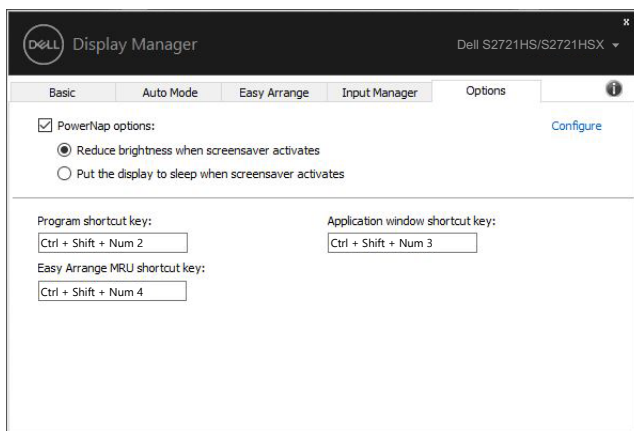 x
DELL Display Manager Dell S2721HS/S2721HSX
Basic Auto Mode Easy Arrange Input Manager Options i
PowerNap options: Configure
Reduce brightness when screensaver activates
Put the display to sleep when screensaver activates
Program shortcut key: Application window shortcut key:
Ctrl + Shift + Num 2 Ctrl + Shift + Num 3
Easy Arrange MRU shortcut key:
Ctrl + Shift + Num 4